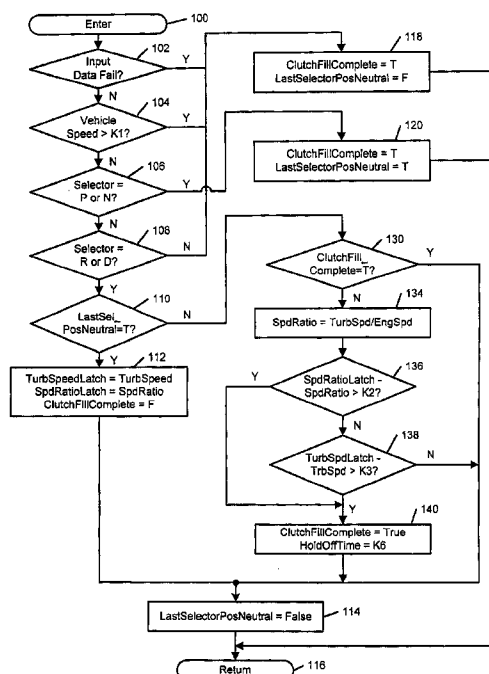 Enter
100
Input
Data Fail?
102
Y
N
Vehicle
Speed > K1?
104
Y
N
Selector =
P or N?
106
Y
N
Selector =
R or D?
108
N
Y
LastSel_
PosNeutral=T?
110
N
Y
112
TurbSpeedLatch = TurbSpeed
SpdRatioLatch = SpdRatio
ClutchFillComplete = F
118
ClutchFillComplete = T
LastSelectorPosNeutral = F
120
ClutchFillComplete = T
LastSelectorPosNeutral = T
130
ClutchFill_
Complete=T?
Y
N
134
SpdRatio = TurbSpd/EngSpd
136
SpdRatioLatch -
SpdRatio > K2?
Y
N
138
TurbSpdLatch -
TrbSpd > K3?
N
Y
140
ClutchFillComplete = True
HoldOffTime = K6
LastSelectorPosNeutral = False
114
Return
116